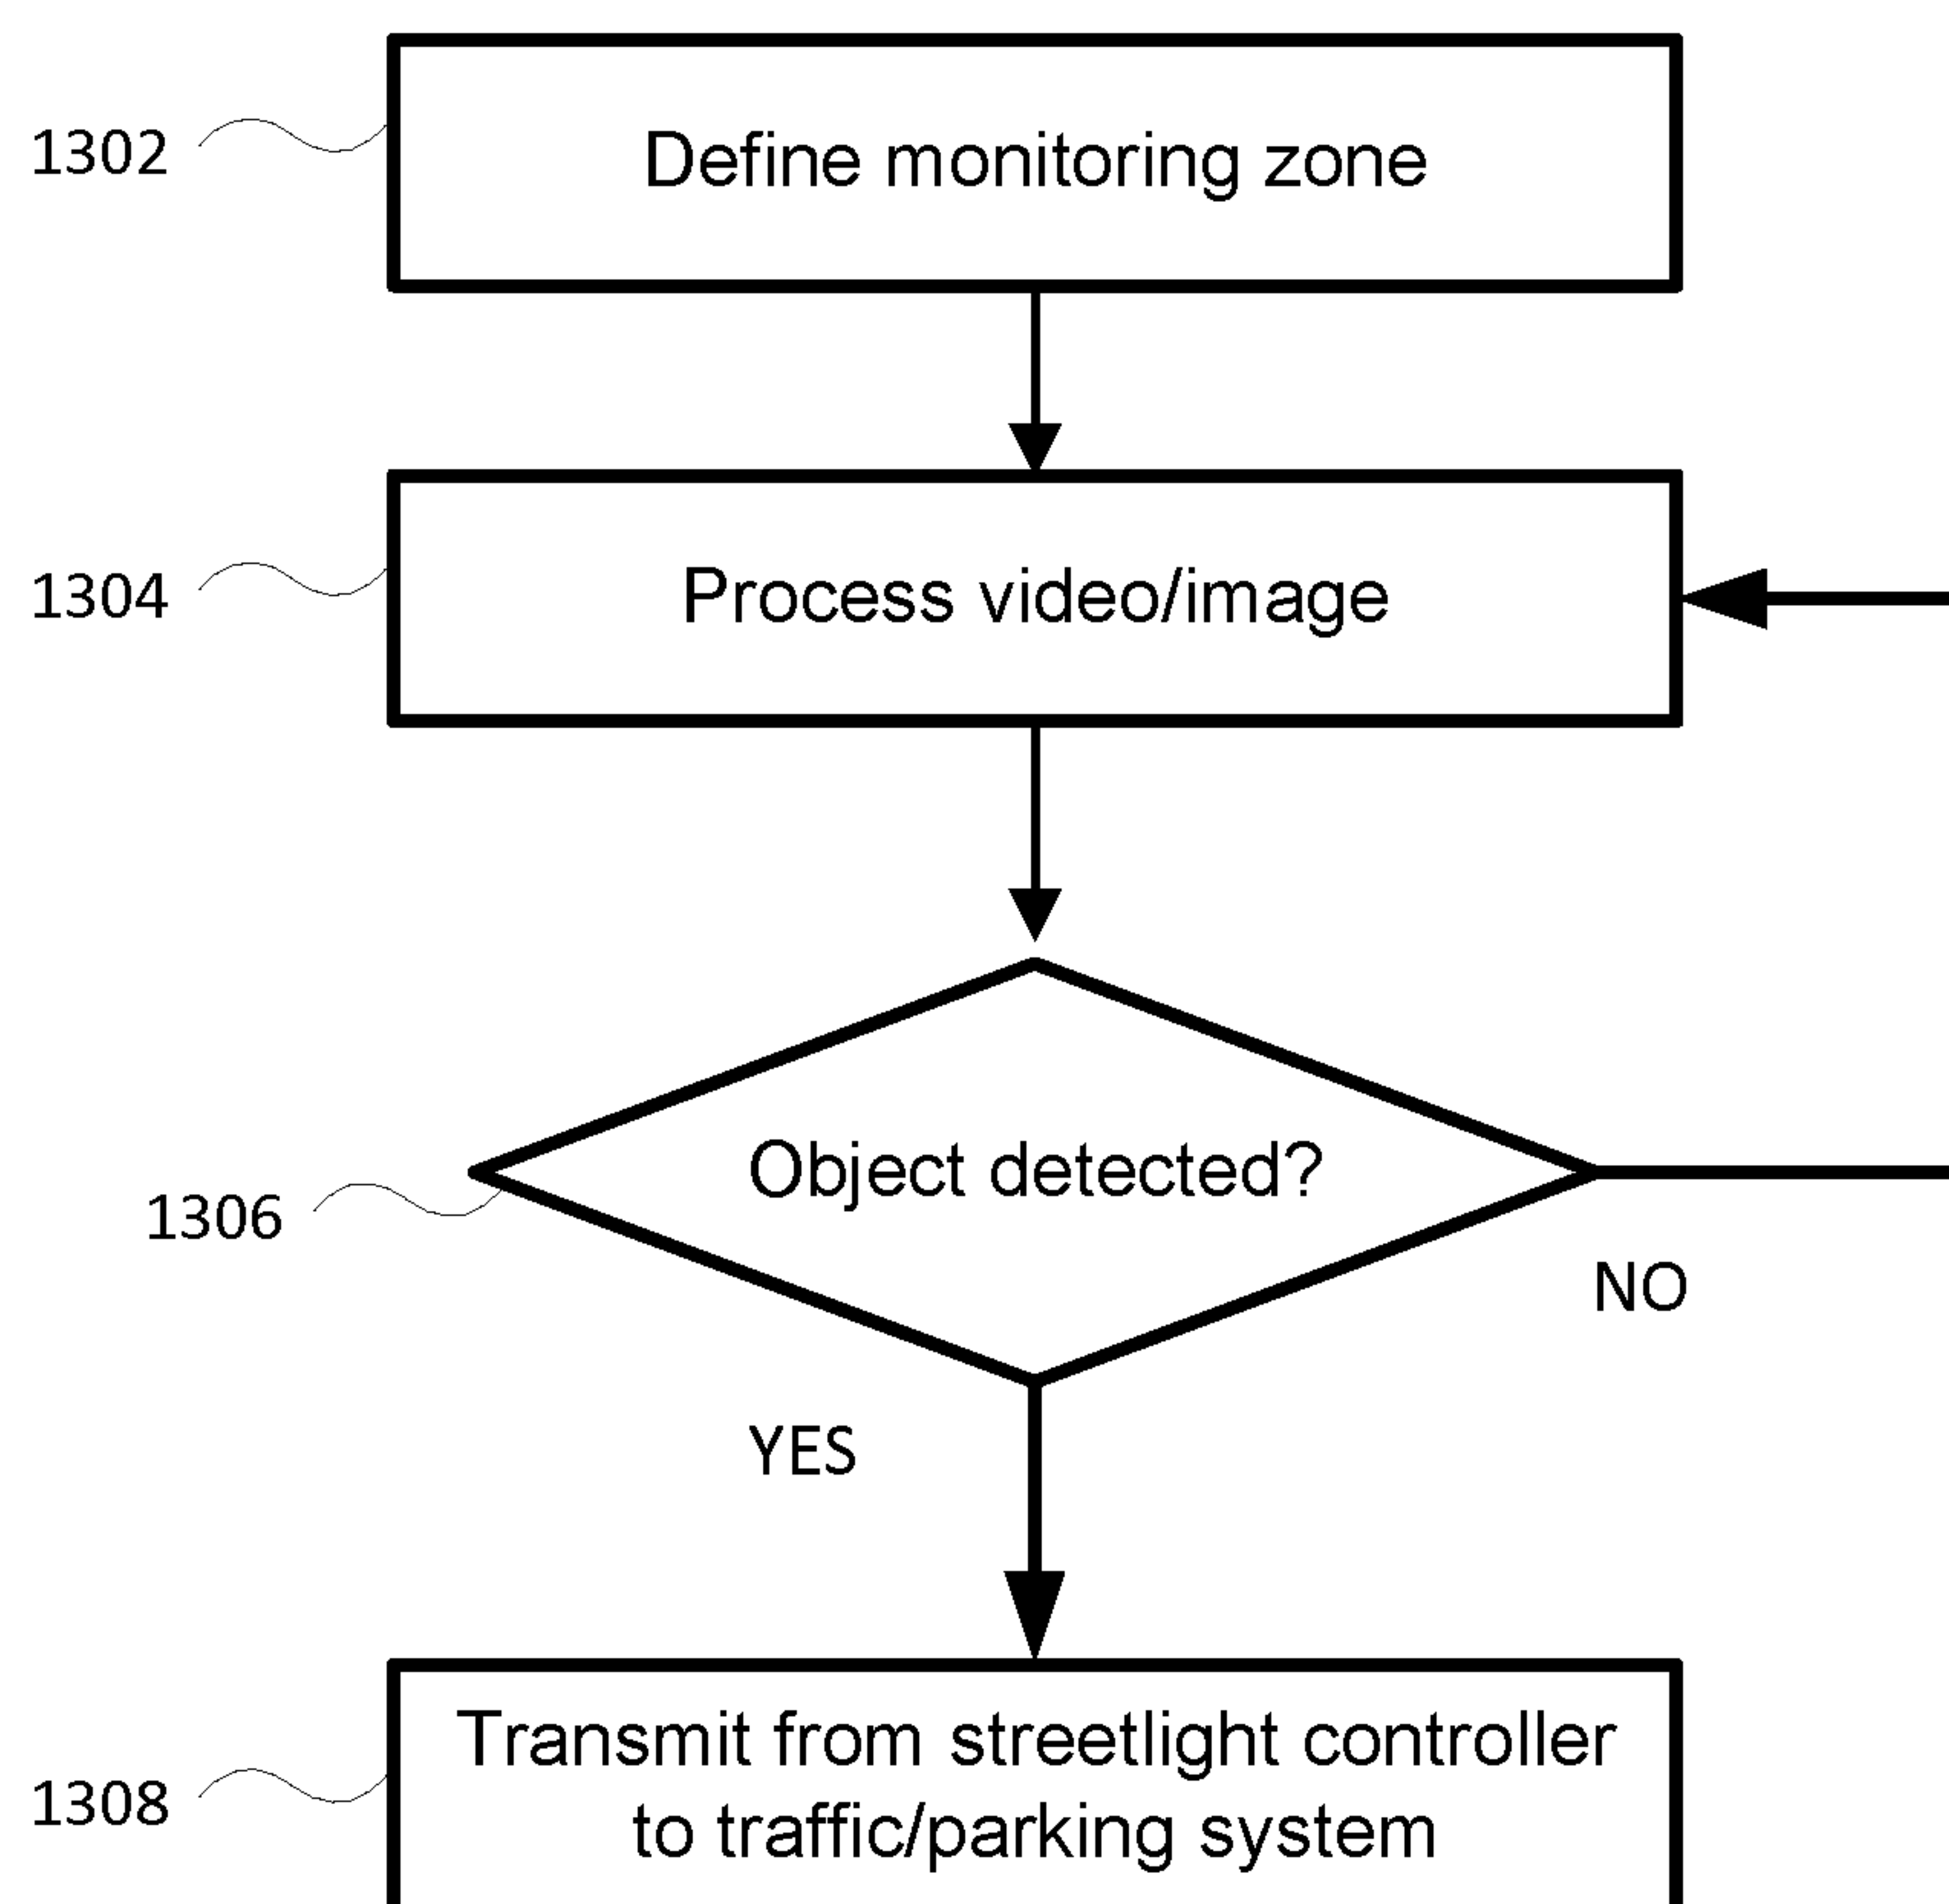 1302
Define monitoring zone
1304
Process video/image
Object detected?
1306
NO
YES
Transmit from streetlight controller
1308
to traffic/parking system